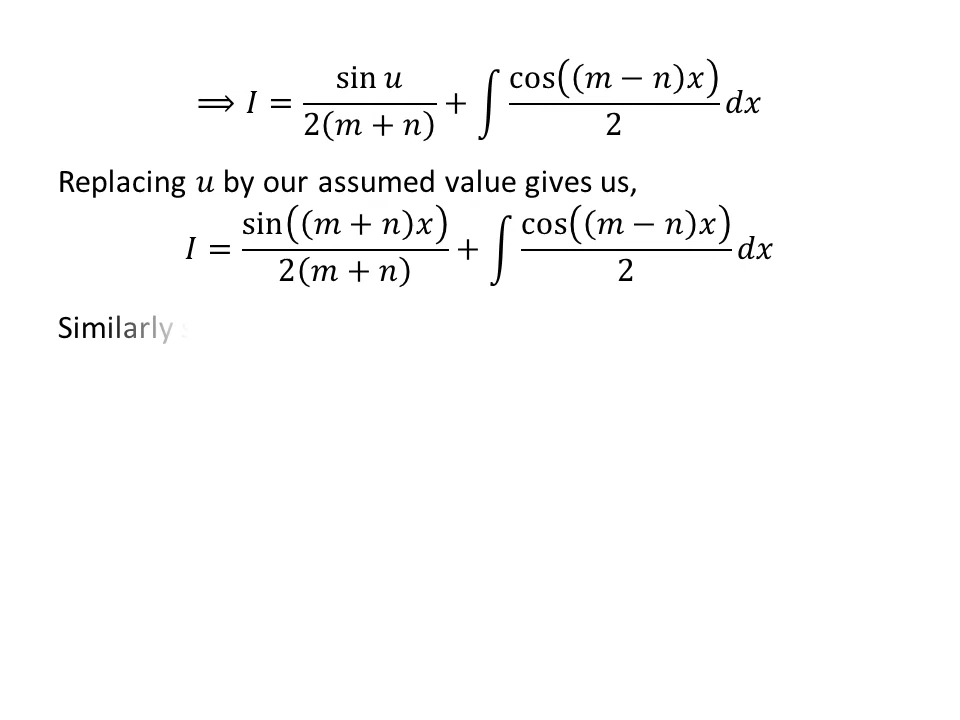 ⟹ I = sin u / 2(m + n) + ∫ cos((m − n)x) / 2 dx
Replacing u by our assumed value gives us,
I = sin((m + n)x) / 2(m + n) + ∫ cos((m − n)x) / 2 dx
Similarly